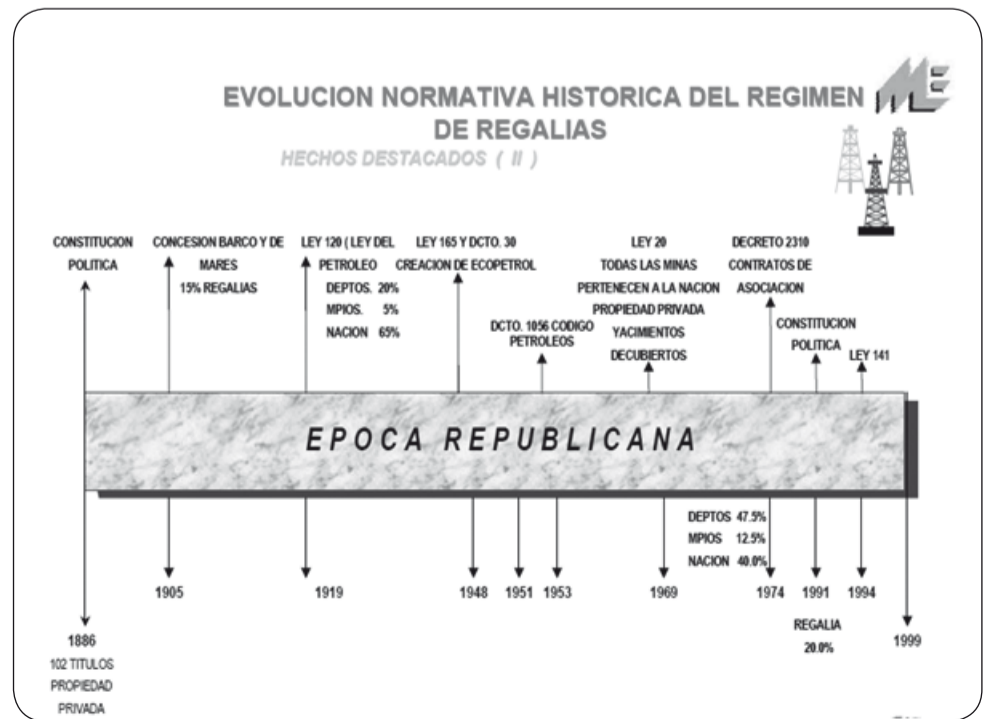 EVOLUCION NORMATIVA HISTORICA DEL REGIMEN
DE REGALIAS
HECHOS DESTACADOS ( II )
ME
CONSTITUCION
POLITICA
CONCESION BARCO Y DE
MARES
15% REGALIAS
LEY 120 ( LEY DEL
PETROLEO
DEPTOS. 20%
MPIOS. 5%
NACION 65%
LEY 165 Y DCTO. 30
CREACION DE ECOPETROL
DCTO. 1056 CODIGO
PETROLEOS
LEY 20
TODAS LAS MINAS
PERTENECEN A LA NACION
PROPIEDAD PRIVADA
YACIMIENTOS
DECUBIERTOS
DECRETO 2310
CONTRATOS DE
ASOCIACION
CONSTITUCION
POLITICA
LEY 141
EPOCA REPUBLICANA
DEPTOS 47.5%
MPIOS 12.5%
NACION 40.0%
1905
1919
1948
1951
1953
1969
1974
1991
1994
REGALIA
20.0%
1886
102 TITULOS
PROPIEDAD
PRIVADA
1999